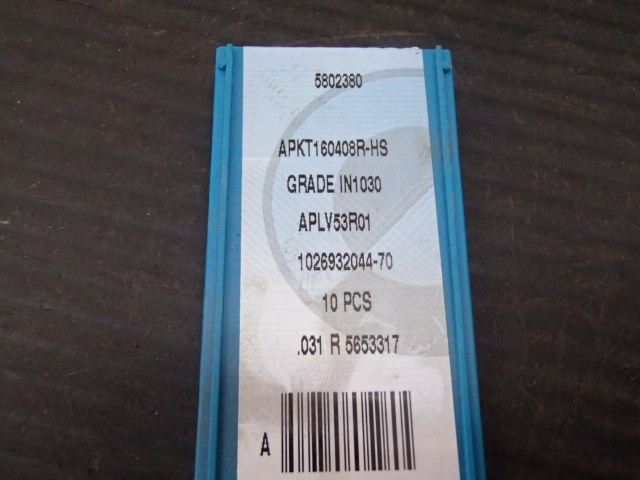 5802380
APKT160408R-HS
GRADE IN1030
APLV53R01
1026932044-70
10 PCS
.031 R 5653317
A